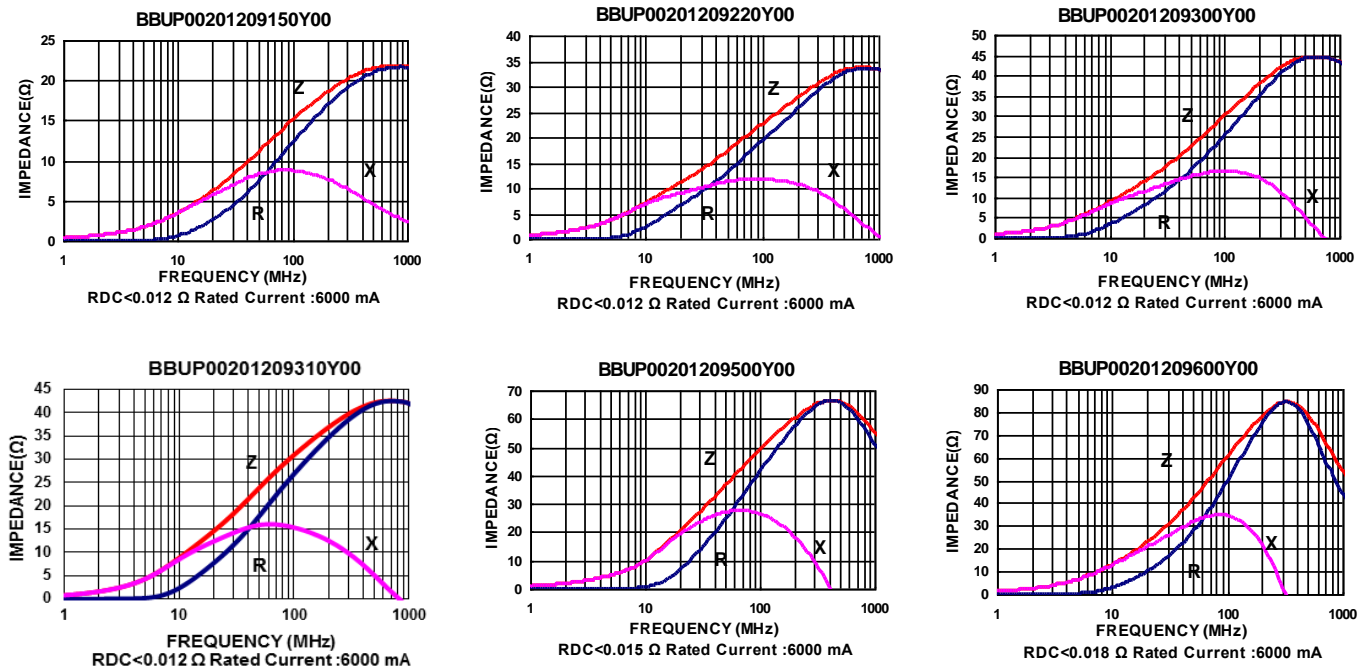 BBUP00201209150Y00
IMPEDANCE(Ω)
25
20
15
10
5
0
Z
X
R
1 10 100 1000
FREQUENCY (MHz)
RDC<0.012 Ω Rated Current :6000 mA
BBUP00201209220Y00
IMPEDANCE(Ω)
40
35
30
25
20
15
10
5
0
Z
X
R
1 10 100 1000
FREQUENCY (MHz)
RDC<0.012 Ω Rated Current :6000 mA
BBUP00201209300Y00
IMPEDANCE(Ω)
50
45
40
35
30
25
20
15
10
5
0
Z
X
R
1 10 100 1000
FREQUENCY (MHz)
RDC<0.012 Ω Rated Current :6000 mA
BBUP00201209310Y00
IMPEDANCE(Ω)
45
40
35
30
25
20
15
10
5
0
Z
X
R
1 10 100 1000
FREQUENCY (MHz)
RDC<0.012 Ω Rated Current :6000 mA
BBUP00201209500Y00
IMPEDANCE(Ω)
70
60
50
40
30
20
10
0
Z
X
R
1 10 100 1000
FREQUENCY (MHz)
RDC<0.015 Ω Rated Current :6000 mA
BBUP00201209600Y00
IMPEDANCE(Ω)
90
80
70
60
50
40
30
20
10
0
Z
X
R
1 10 100 1000
FREQUENCY (MHz)
RDC<0.018 Ω Rated Current :6000 mA